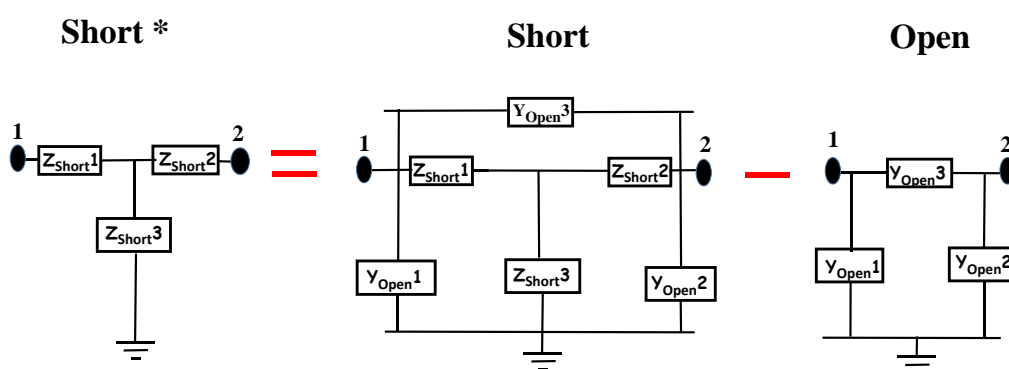 Short *
Short
Open
1
2
Z_Short1
Z_Short2
Z_Short3
1
2
Y_Open3
Z_Short1
Z_Short2
Y_Open1
Z_Short3
Y_Open2
1
2
Y_Open3
Y_Open1
Y_Open2